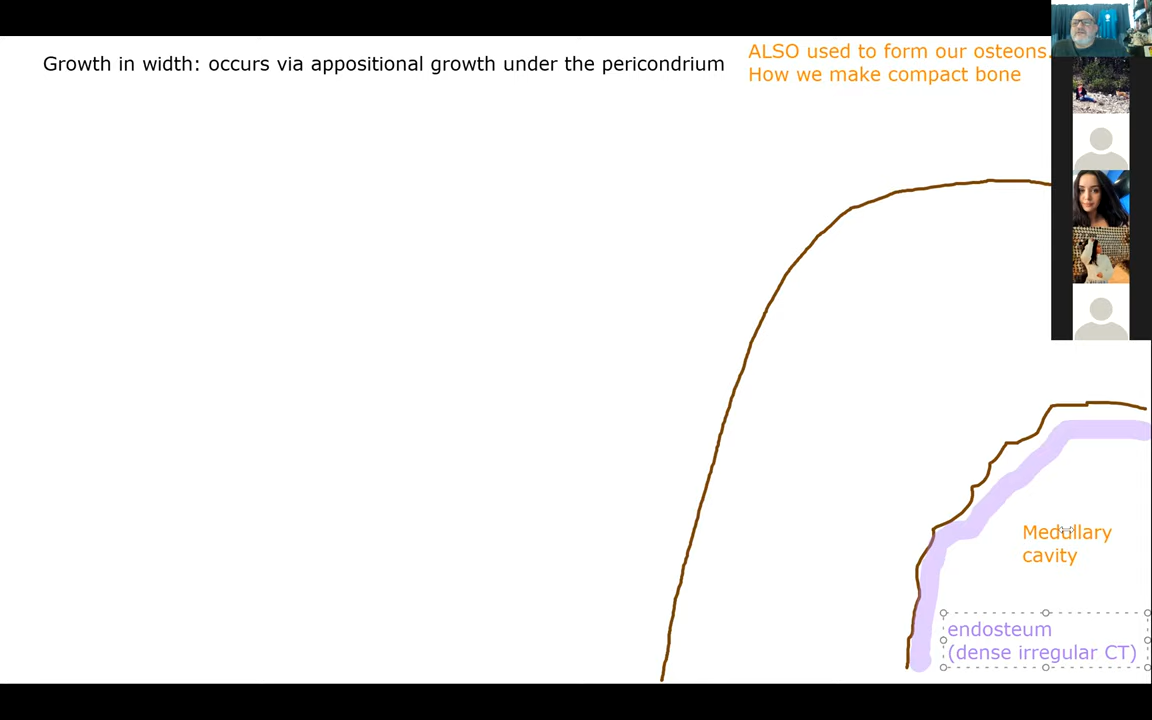 Growth in width: occurs via appositional growth under the pericondrium
ALSO used to form our osteons.
How we make compact bone
Medullary
cavity
endosteum
(dense irregular CT)